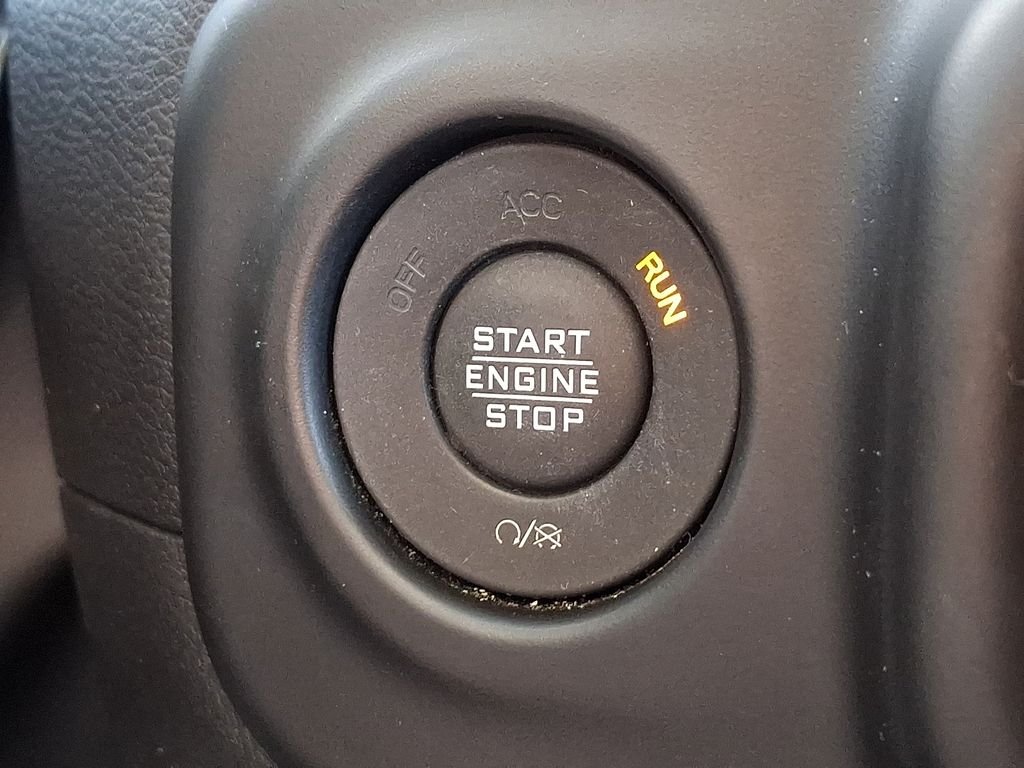 ACC
OFF
RUN
START
ENGINE
STOP